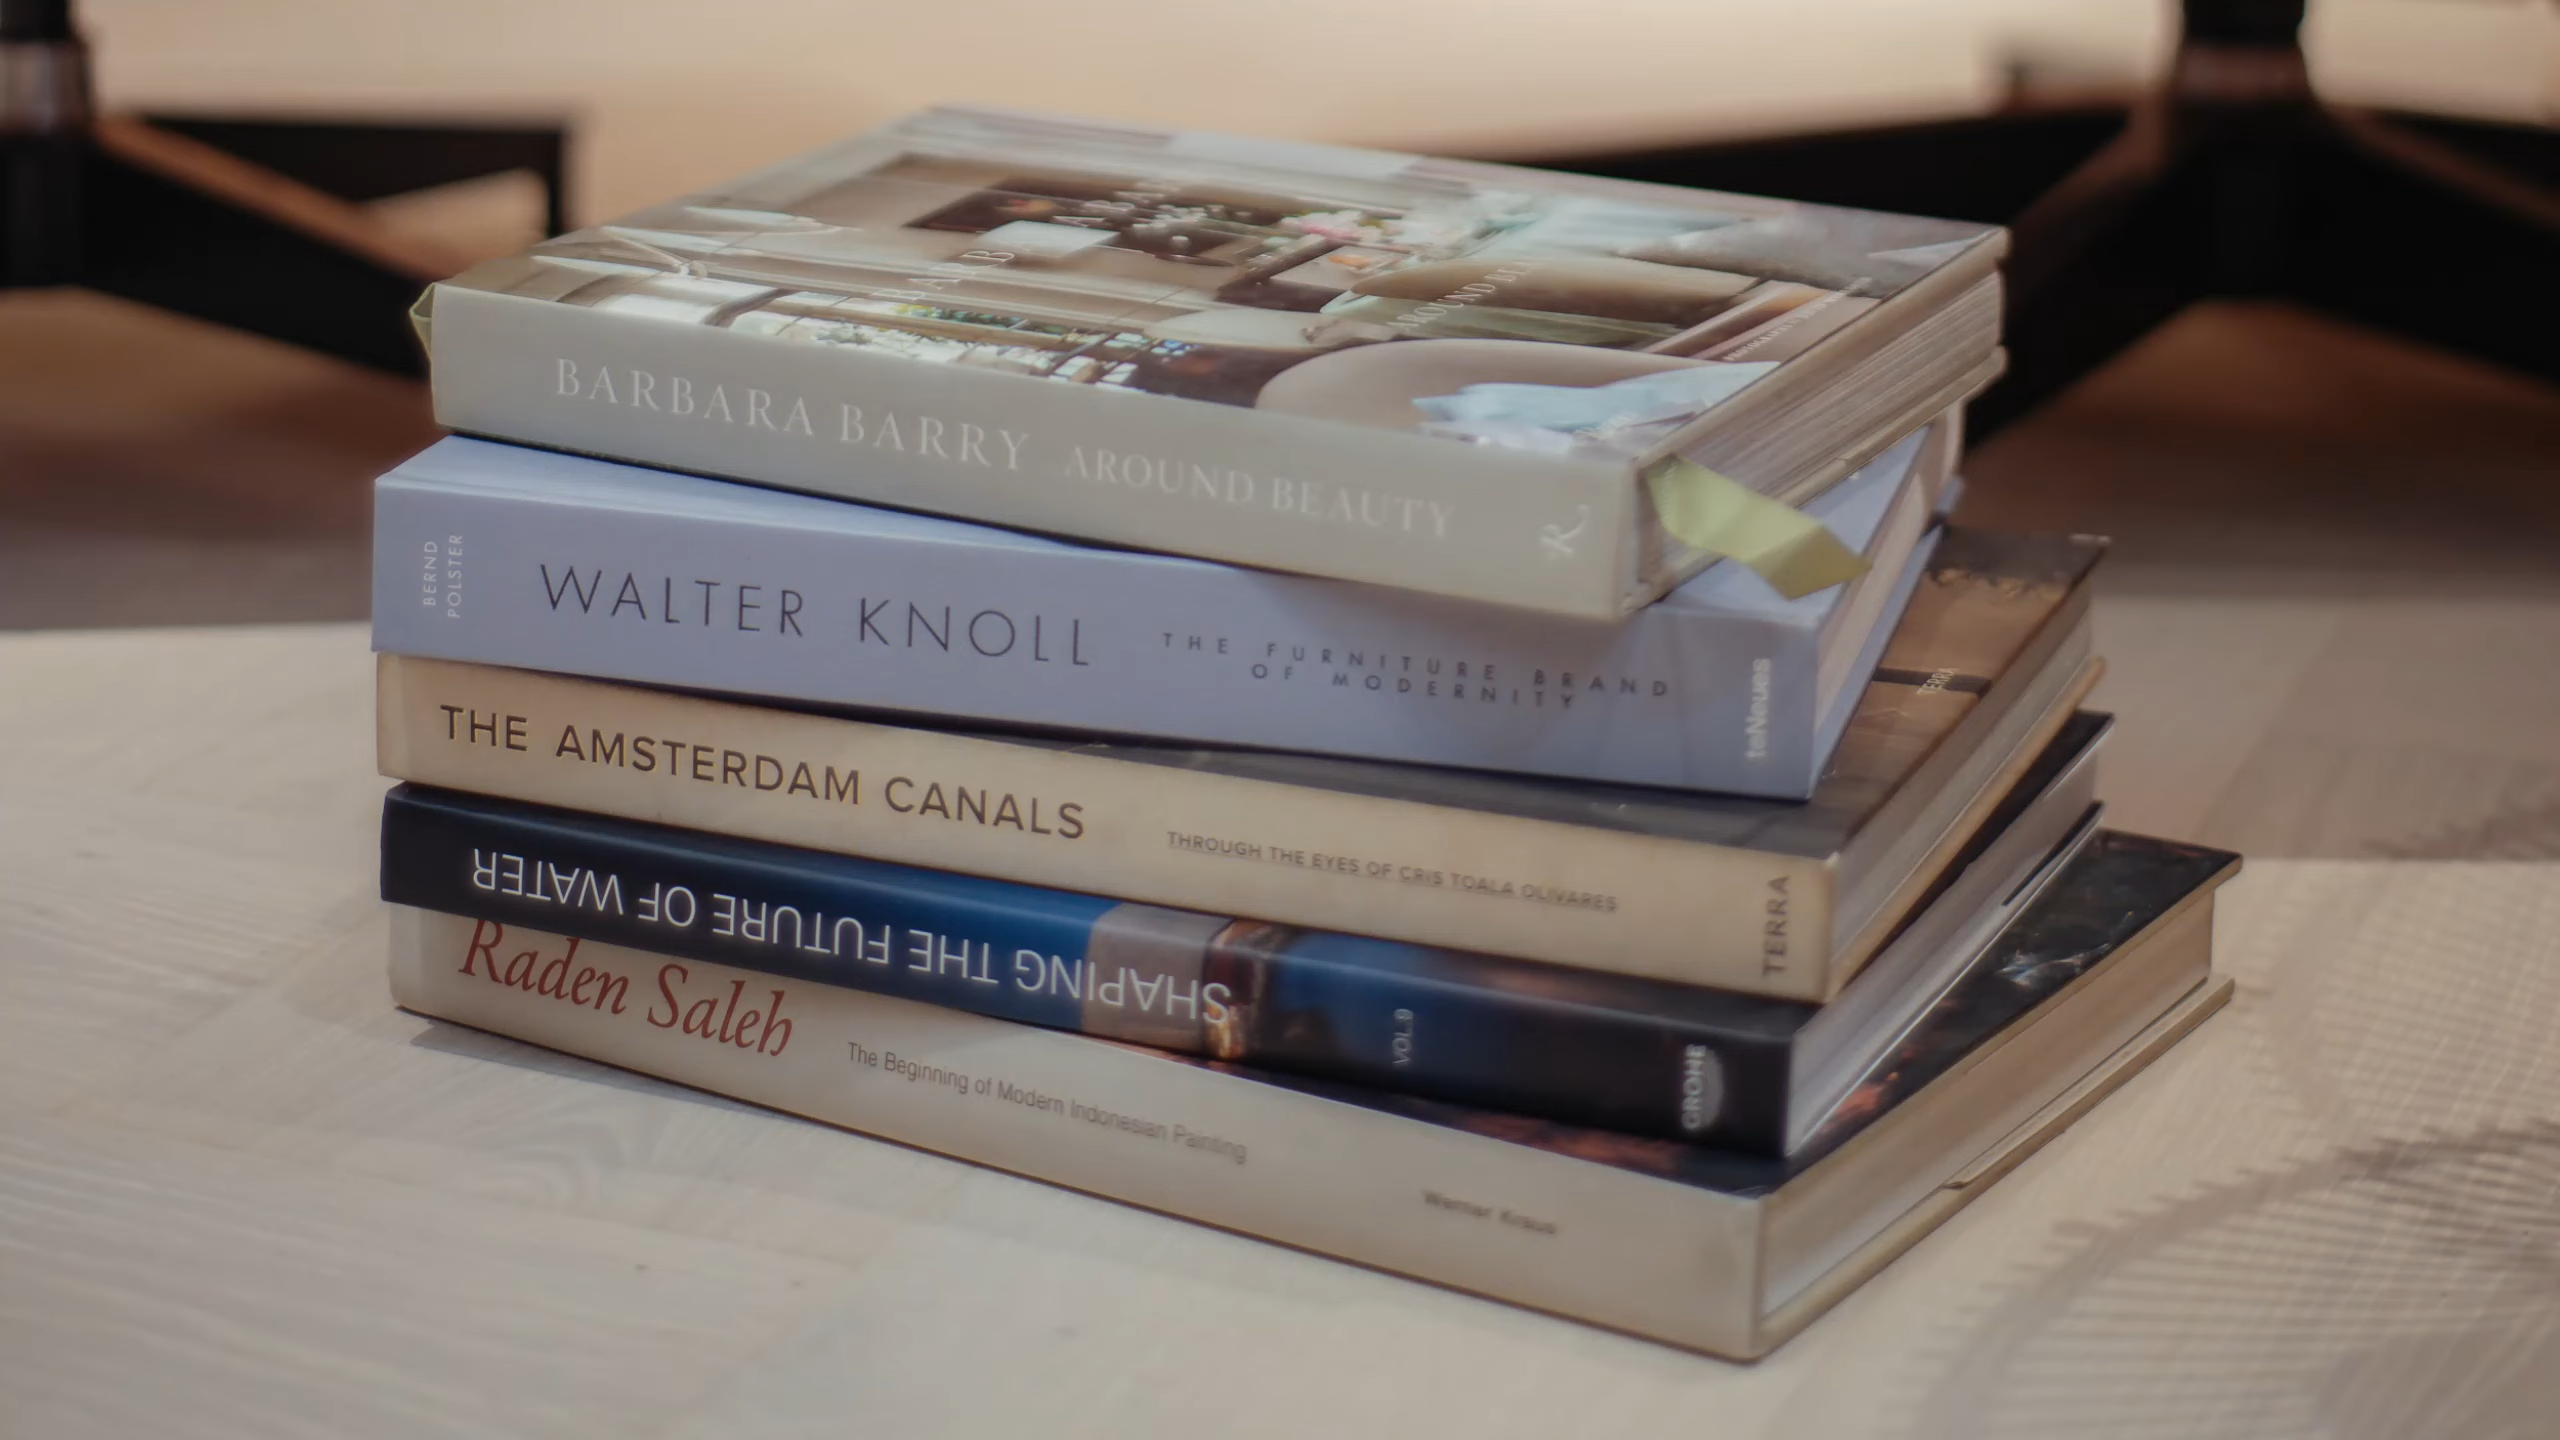 BARBARA BARRY AROUND BEAUTY
R
BERND
POLSTER
WALTER KNOLL
THE FURNITURE BRAND
OF MODERNITY
teNeues
THE AMSTERDAM CANALS THROUGH THE EYES OF CRIS TOALA OLIVARES TERRA
TERRA
SHAPING THE FUTURE OF WATER
VOL.9
GROHE
Raden Saleh The Beginning of Modern Indonesian Painting Werner Kraus
AROUND